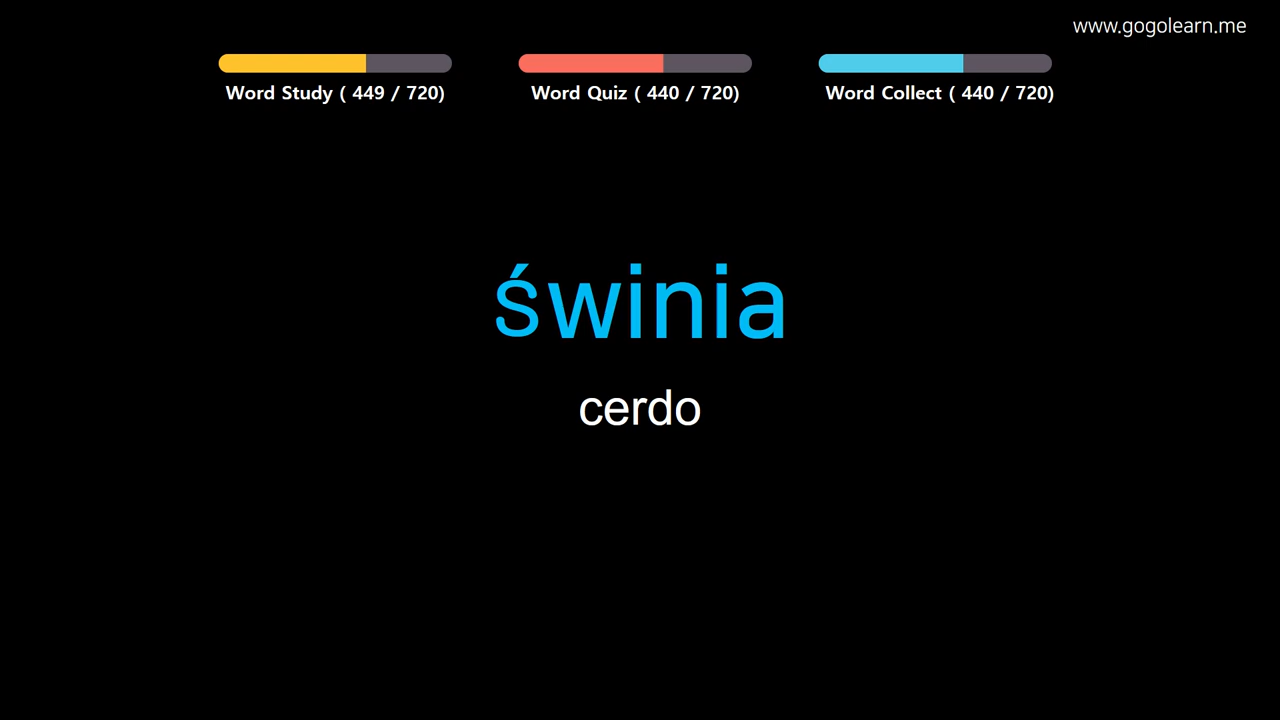 www.gogolearn.me
Word Study ( 449 / 720)
Word Quiz ( 440 / 720)
Word Collect ( 440 / 720)
świnia
cerdo